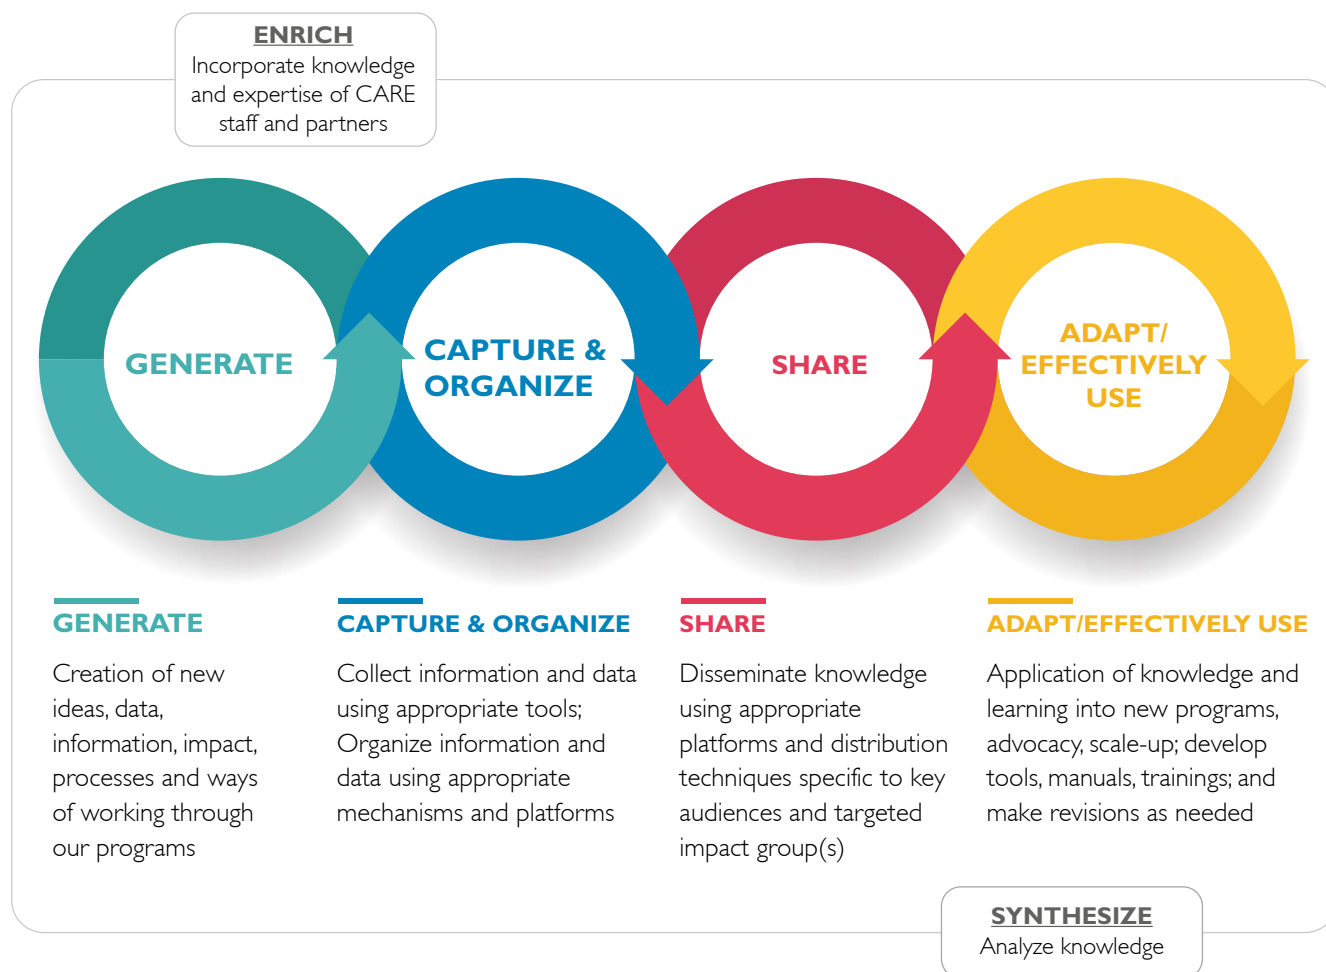 ENRICH
Incorporate knowledge
and expertise of CARE
staff and partners
GENERATE
CAPTURE &
ORGANIZE
SHARE
ADAPT/
EFFECTIVELY
USE
GENERATE
Creation of new
ideas, data,
information, impact,
processes and ways
of working through
our programs
CAPTURE & ORGANIZE
Collect information and data
using appropriate tools;
Organize information and
data using appropriate
mechanisms and platforms
SHARE
Disseminate knowledge
using appropriate
platforms and distribution
techniques specific to key
audiences and targeted
impact group(s)
ADAPT/EFFECTIVELY USE
Application of knowledge and
learning into new programs,
advocacy, scale-up; develop
tools, manuals, trainings; and
make revisions as needed
SYNTHESIZE
Analyze knowledge